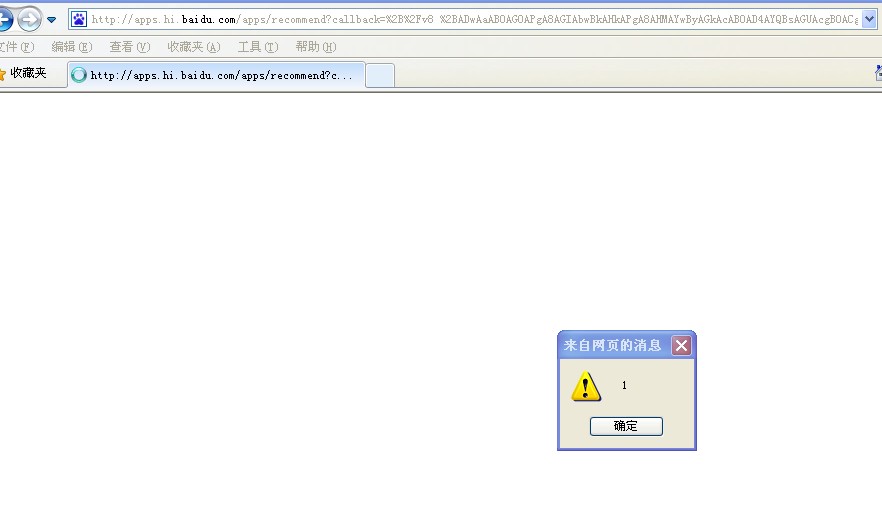 http://apps.hi.baidu.com/apps/recommend?callback=%2B%2Fv8 %2BADwAaABOAGOAPgA8AGIAbwBkAHkAPgA8AHMAYwByAGkAcABOAD4AYQBsAGUAcgBOACg
文件(F) 编辑(E) 查看(V) 收藏夹(A) 工具(T) 帮助(H)
收藏夹 http://apps.hi.baidu.com/apps/recommend?c...
来自网页的消息
1
确定